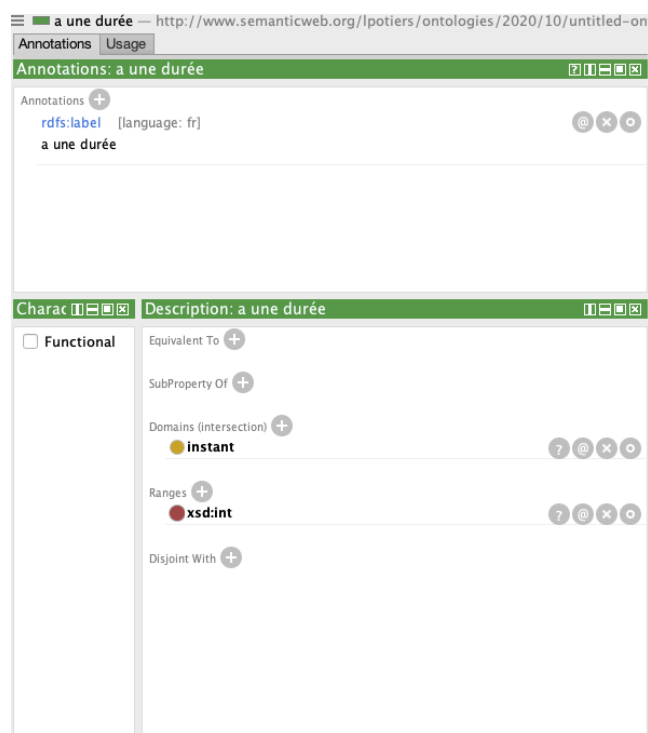 a une durée — http://www.semanticweb.org/lpotiers/ontologies/2020/10/untitled-on
Annotations Usage
Annotations: a une durée
Annotations
rdfs:label [language: fr]
a une durée
Charac Description: a une durée
Functional
Equivalent To
SubProperty Of
Domains (intersection)
instant
Ranges
xsd:int
Disjoint With